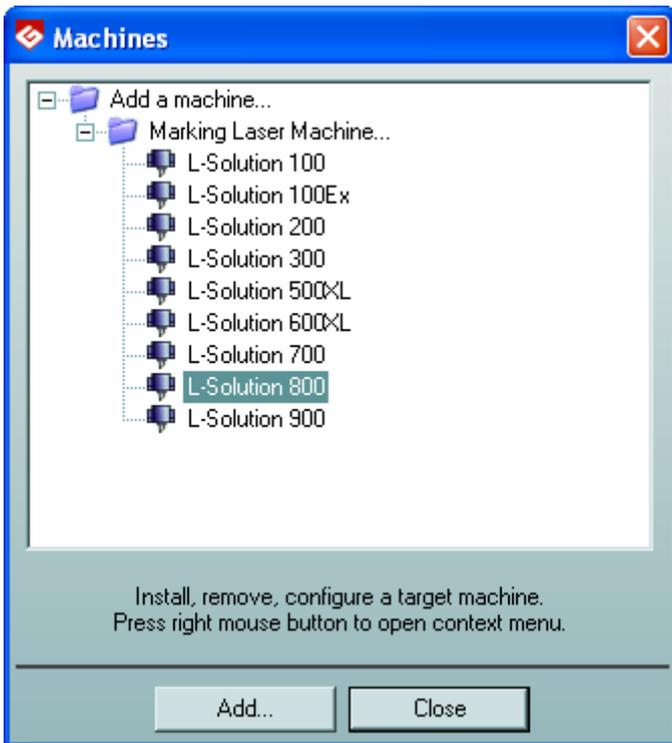 Machines
Add a machine...
Marking Laser Machine...
L-Solution 100
L-Solution 100Ex
L-Solution 200
L-Solution 300
L-Solution 500XL
L-Solution 600XL
L-Solution 700
L-Solution 800
L-Solution 900
Install, remove, configure a target machine.
Press right mouse button to open context menu.
Add...
Close